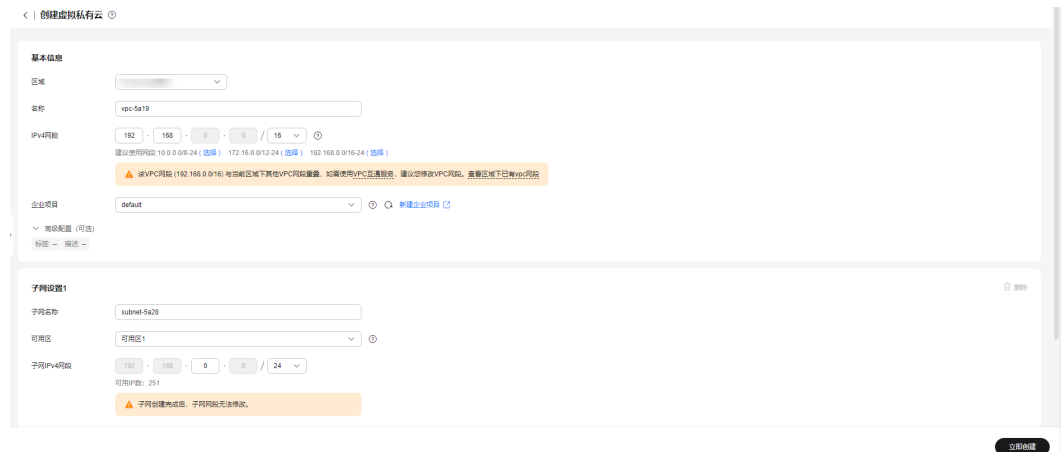 创建虚拟私有云
基本信息
区域
名称 vpc-5a19
IPv4网段 192 · 168 · 0 · 0 / 16
建议使用网段:10.0.0.0/8-24 (选择) 172.16.0.0/12-24 (选择) 192.168.0.0/16-24 (选择)
该VPC网段 (192.168.0.0/16) 与当前区域下其他VPC网段重叠, 如需使用VPC互通服务, 建议您修改VPC网段。查看区域下已有vpc网段
企业项目 default 新建企业项目
高级配置 (可选)
标签: -- 描述: --
子网设置1 删除
子网名称 subnet-5a28
可用区 可用区1
子网IPv4网段 192 · 168 · 0 · 0 / 24
可用IP数: 251
子网创建完成后, 子网网段无法修改。
立即创建